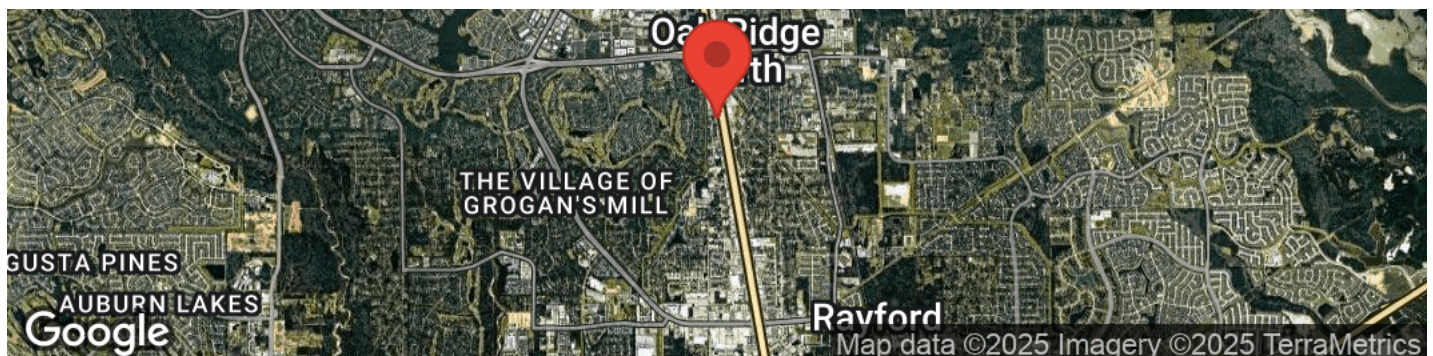 Oak Ridge
North
THE VILLAGE OF
GROGAN'S MILL
GUSTA PINES
AUBURN LAKES
Google
Rayford
Map data ©2025 Imagery ©2025 TerraMetrics